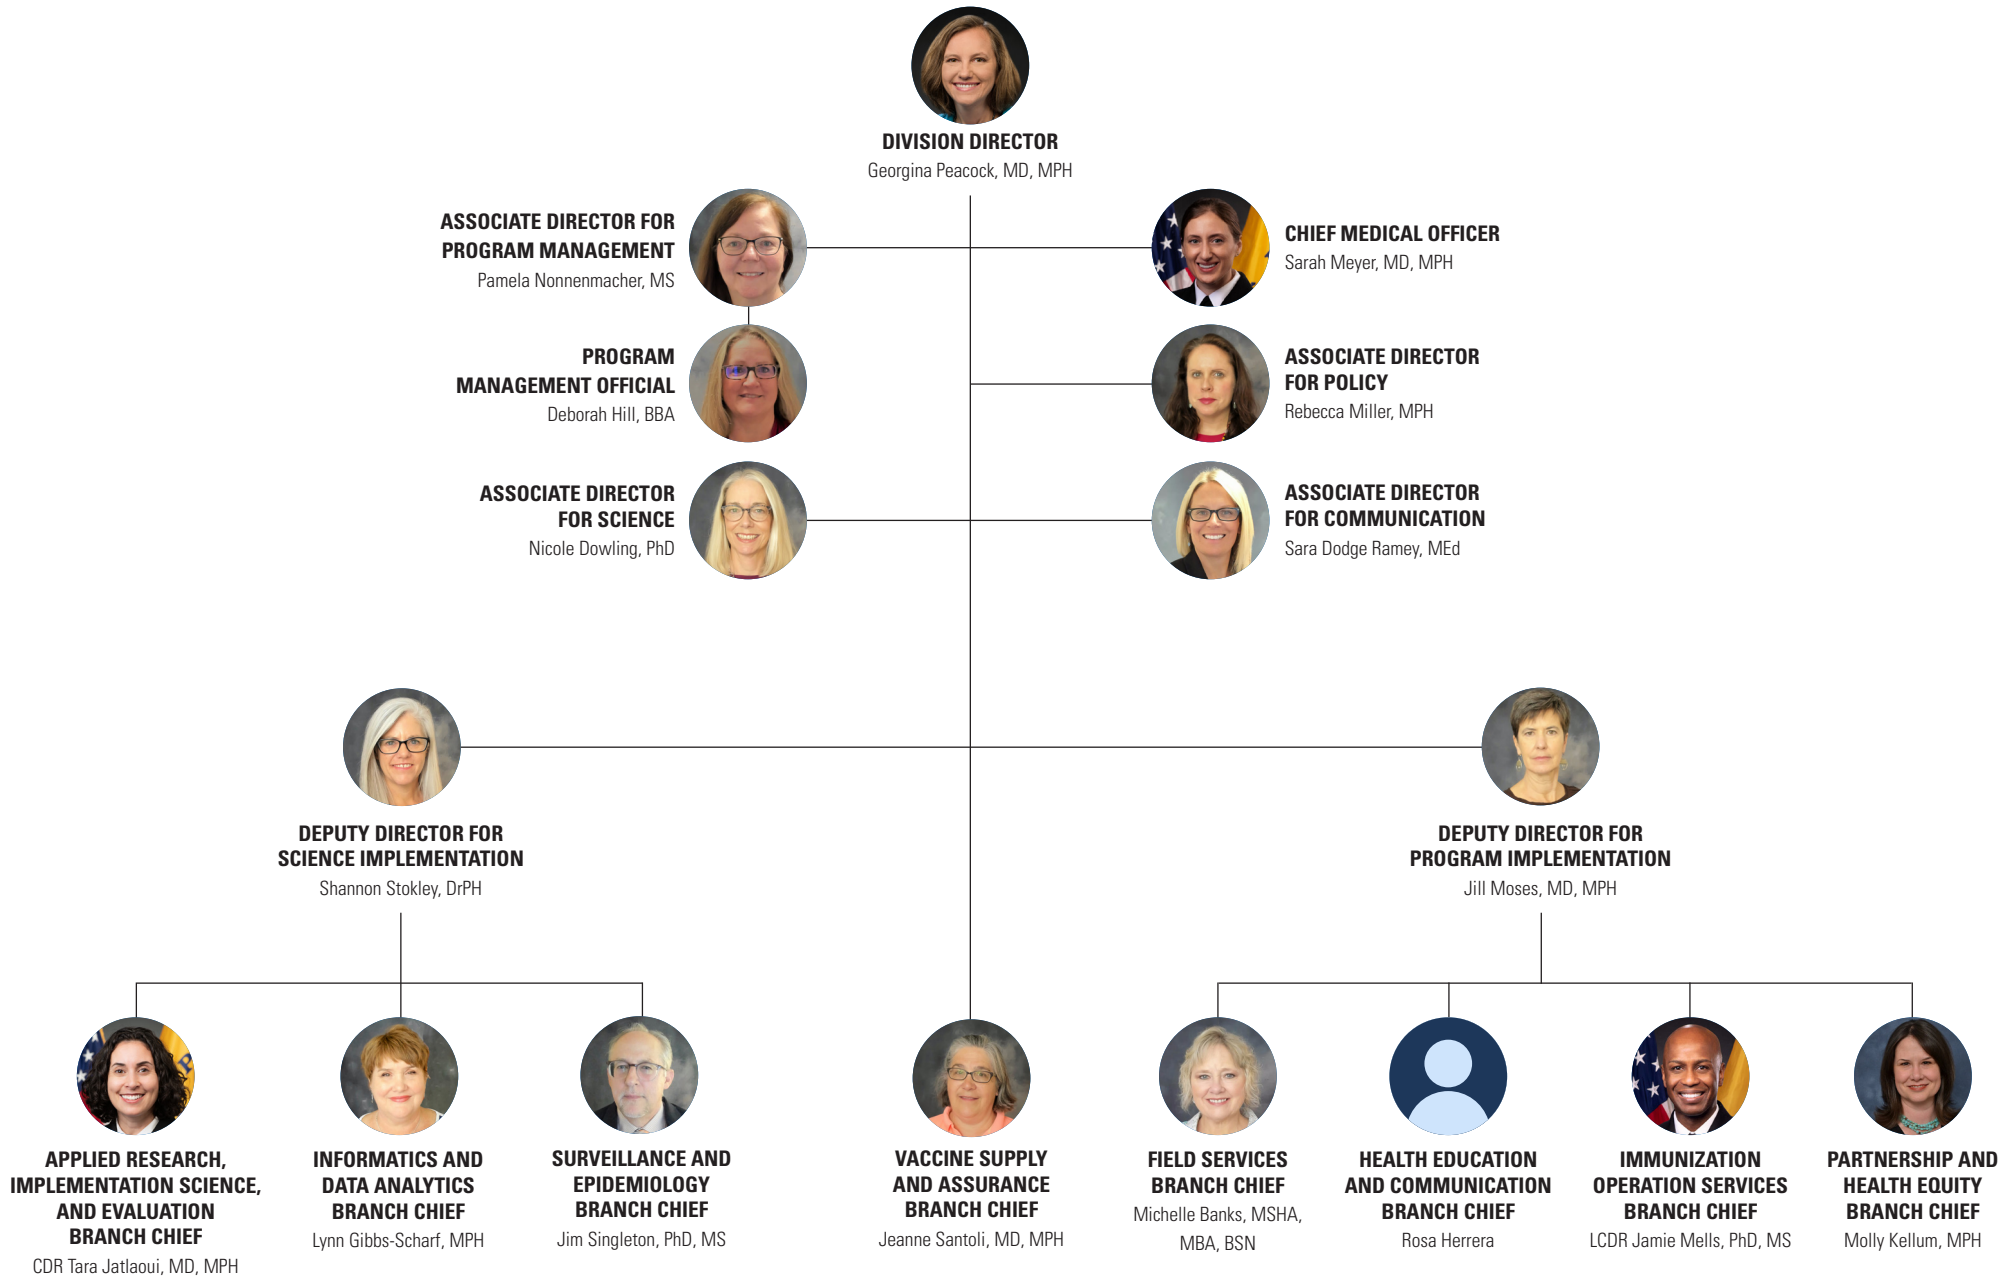 DIVISION DIRECTOR
Georgina Peacock, MD, MPH
ASSOCIATE DIRECTOR FOR
PROGRAM MANAGEMENT
Pamela Nonnenmacher, MS
CHIEF MEDICAL OFFICER
Sarah Meyer, MD, MPH
PROGRAM
MANAGEMENT OFFICIAL
Deborah Hill, BBA
ASSOCIATE DIRECTOR
FOR POLICY
Rebecca Miller, MPH
ASSOCIATE DIRECTOR
FOR SCIENCE
Nicole Dowling, PhD
ASSOCIATE DIRECTOR
FOR COMMUNICATION
Sara Dodge Ramey, MEd
DEPUTY DIRECTOR FOR
SCIENCE IMPLEMENTATION
Shannon Stokley, DrPH
DEPUTY DIRECTOR FOR
PROGRAM IMPLEMENTATION
Jill Moses, MD, MPH
APPLIED RESEARCH,
IMPLEMENTATION SCIENCE,
AND EVALUATION
BRANCH CHIEF
CDR Tara Jatlaoui, MD, MPH
INFORMATICS AND
DATA ANALYTICS
BRANCH CHIEF
Lynn Gibbs-Scharf, MPH
SURVEILLANCE AND
EPIDEMIOLOGY
BRANCH CHIEF
Jim Singleton, PhD, MS
VACCINE SUPPLY
AND ASSURANCE
BRANCH CHIEF
Jeanne Santoli, MD, MPH
FIELD SERVICES
BRANCH CHIEF
Michelle Banks, MSHA,
MBA, BSN
HEALTH EDUCATION
AND COMMUNICATION
BRANCH CHIEF
Rosa Herrera
IMMUNIZATION
OPERATION SERVICES
BRANCH CHIEF
LCDR Jamie Mells, PhD, MS
PARTNERSHIP AND
HEALTH EQUITY
BRANCH CHIEF
Molly Kellum, MPH